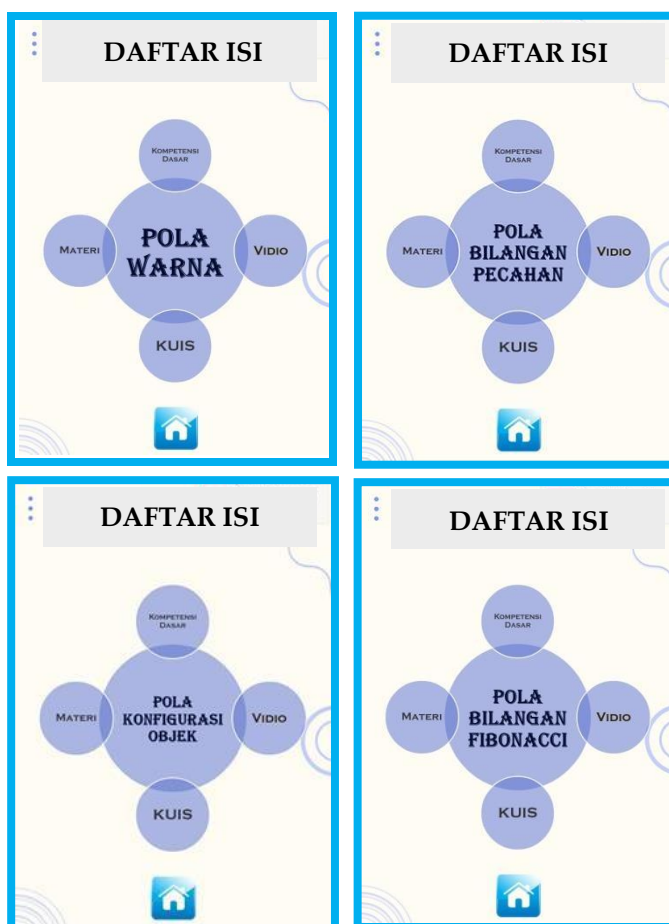 DAFTAR ISI
KOMPETENSI
DASAR
MATERI
POLA
WARNA
VIDIO
KUIS
DAFTAR ISI
KOMPETENSI
DASAR
MATERI
POLA
BILANGAN
PECAHAN
VIDIO
KUIS
DAFTAR ISI
KOMPETENSI
DASAR
MATERI
POLA
KONFIGURASI
OBJEK
VIDIO
KUIS
DAFTAR ISI
KOMPETENSI
DASAR
MATERI
POLA
BILANGAN
FIBONACCI
VIDIO
KUIS